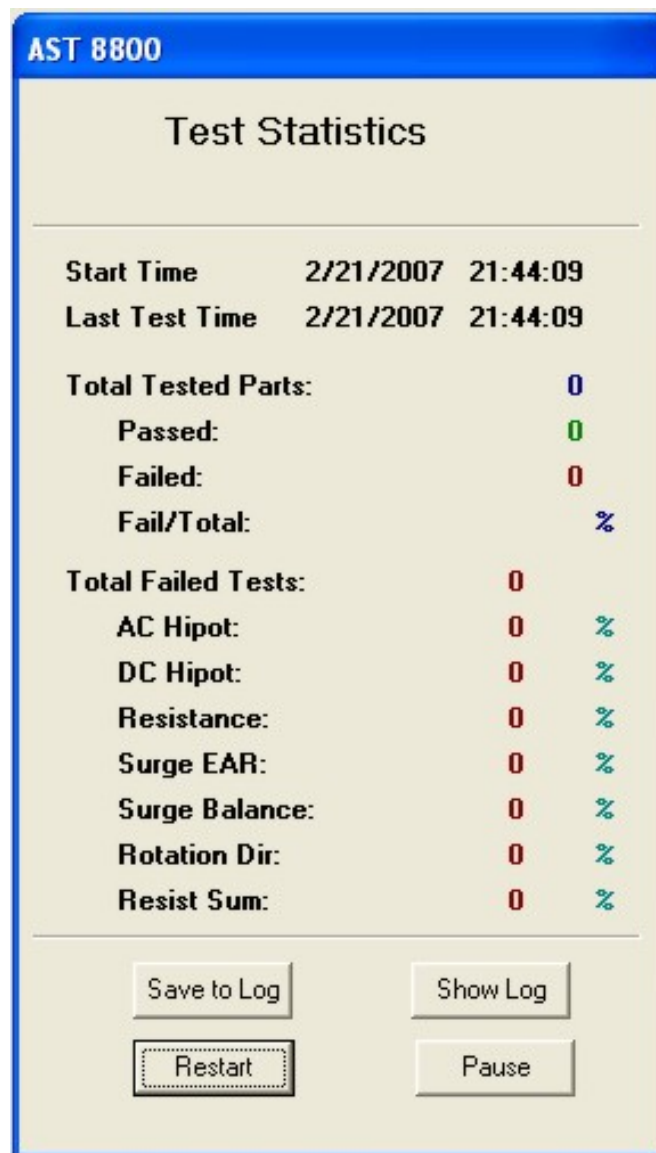 AST 8800
Test Statistics
Start Time 2/21/2007 21:44:09
Last Test Time 2/21/2007 21:44:09
Total Tested Parts: 0
Passed: 0
Failed: 0
Fail/Total: %
Total Failed Tests: 0
AC Hipot: 0 %
DC Hipot: 0 %
Resistance: 0 %
Surge EAR: 0 %
Surge Balance: 0 %
Rotation Dir: 0 %
Resist Sum: 0 %
Save to Log Show Log
Restart Pause